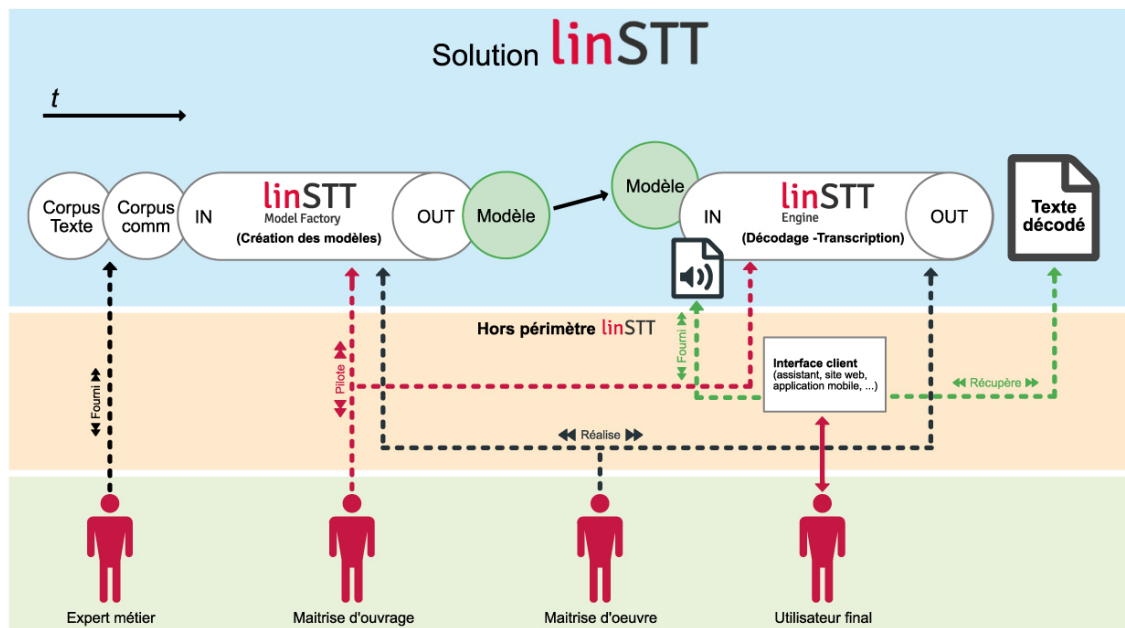 Solution linSTT
t
Corpus
Texte
Corpus
comm
IN
linSTT
Model Factory
(Création des modèles)
OUT
Modèle
Modèle
IN
linSTT
Engine
(Décodage -Transcription)
OUT
Texte
décodé
Hors périmètre linSTT
Fourni
Pilote
Fourni
Interface client
(assistant, site web,
application mobile, ...)
Récupère
Réalise
Expert métier
Maitrise d'ouvrage
Maitrise d'oeuvre
Utilisateur final